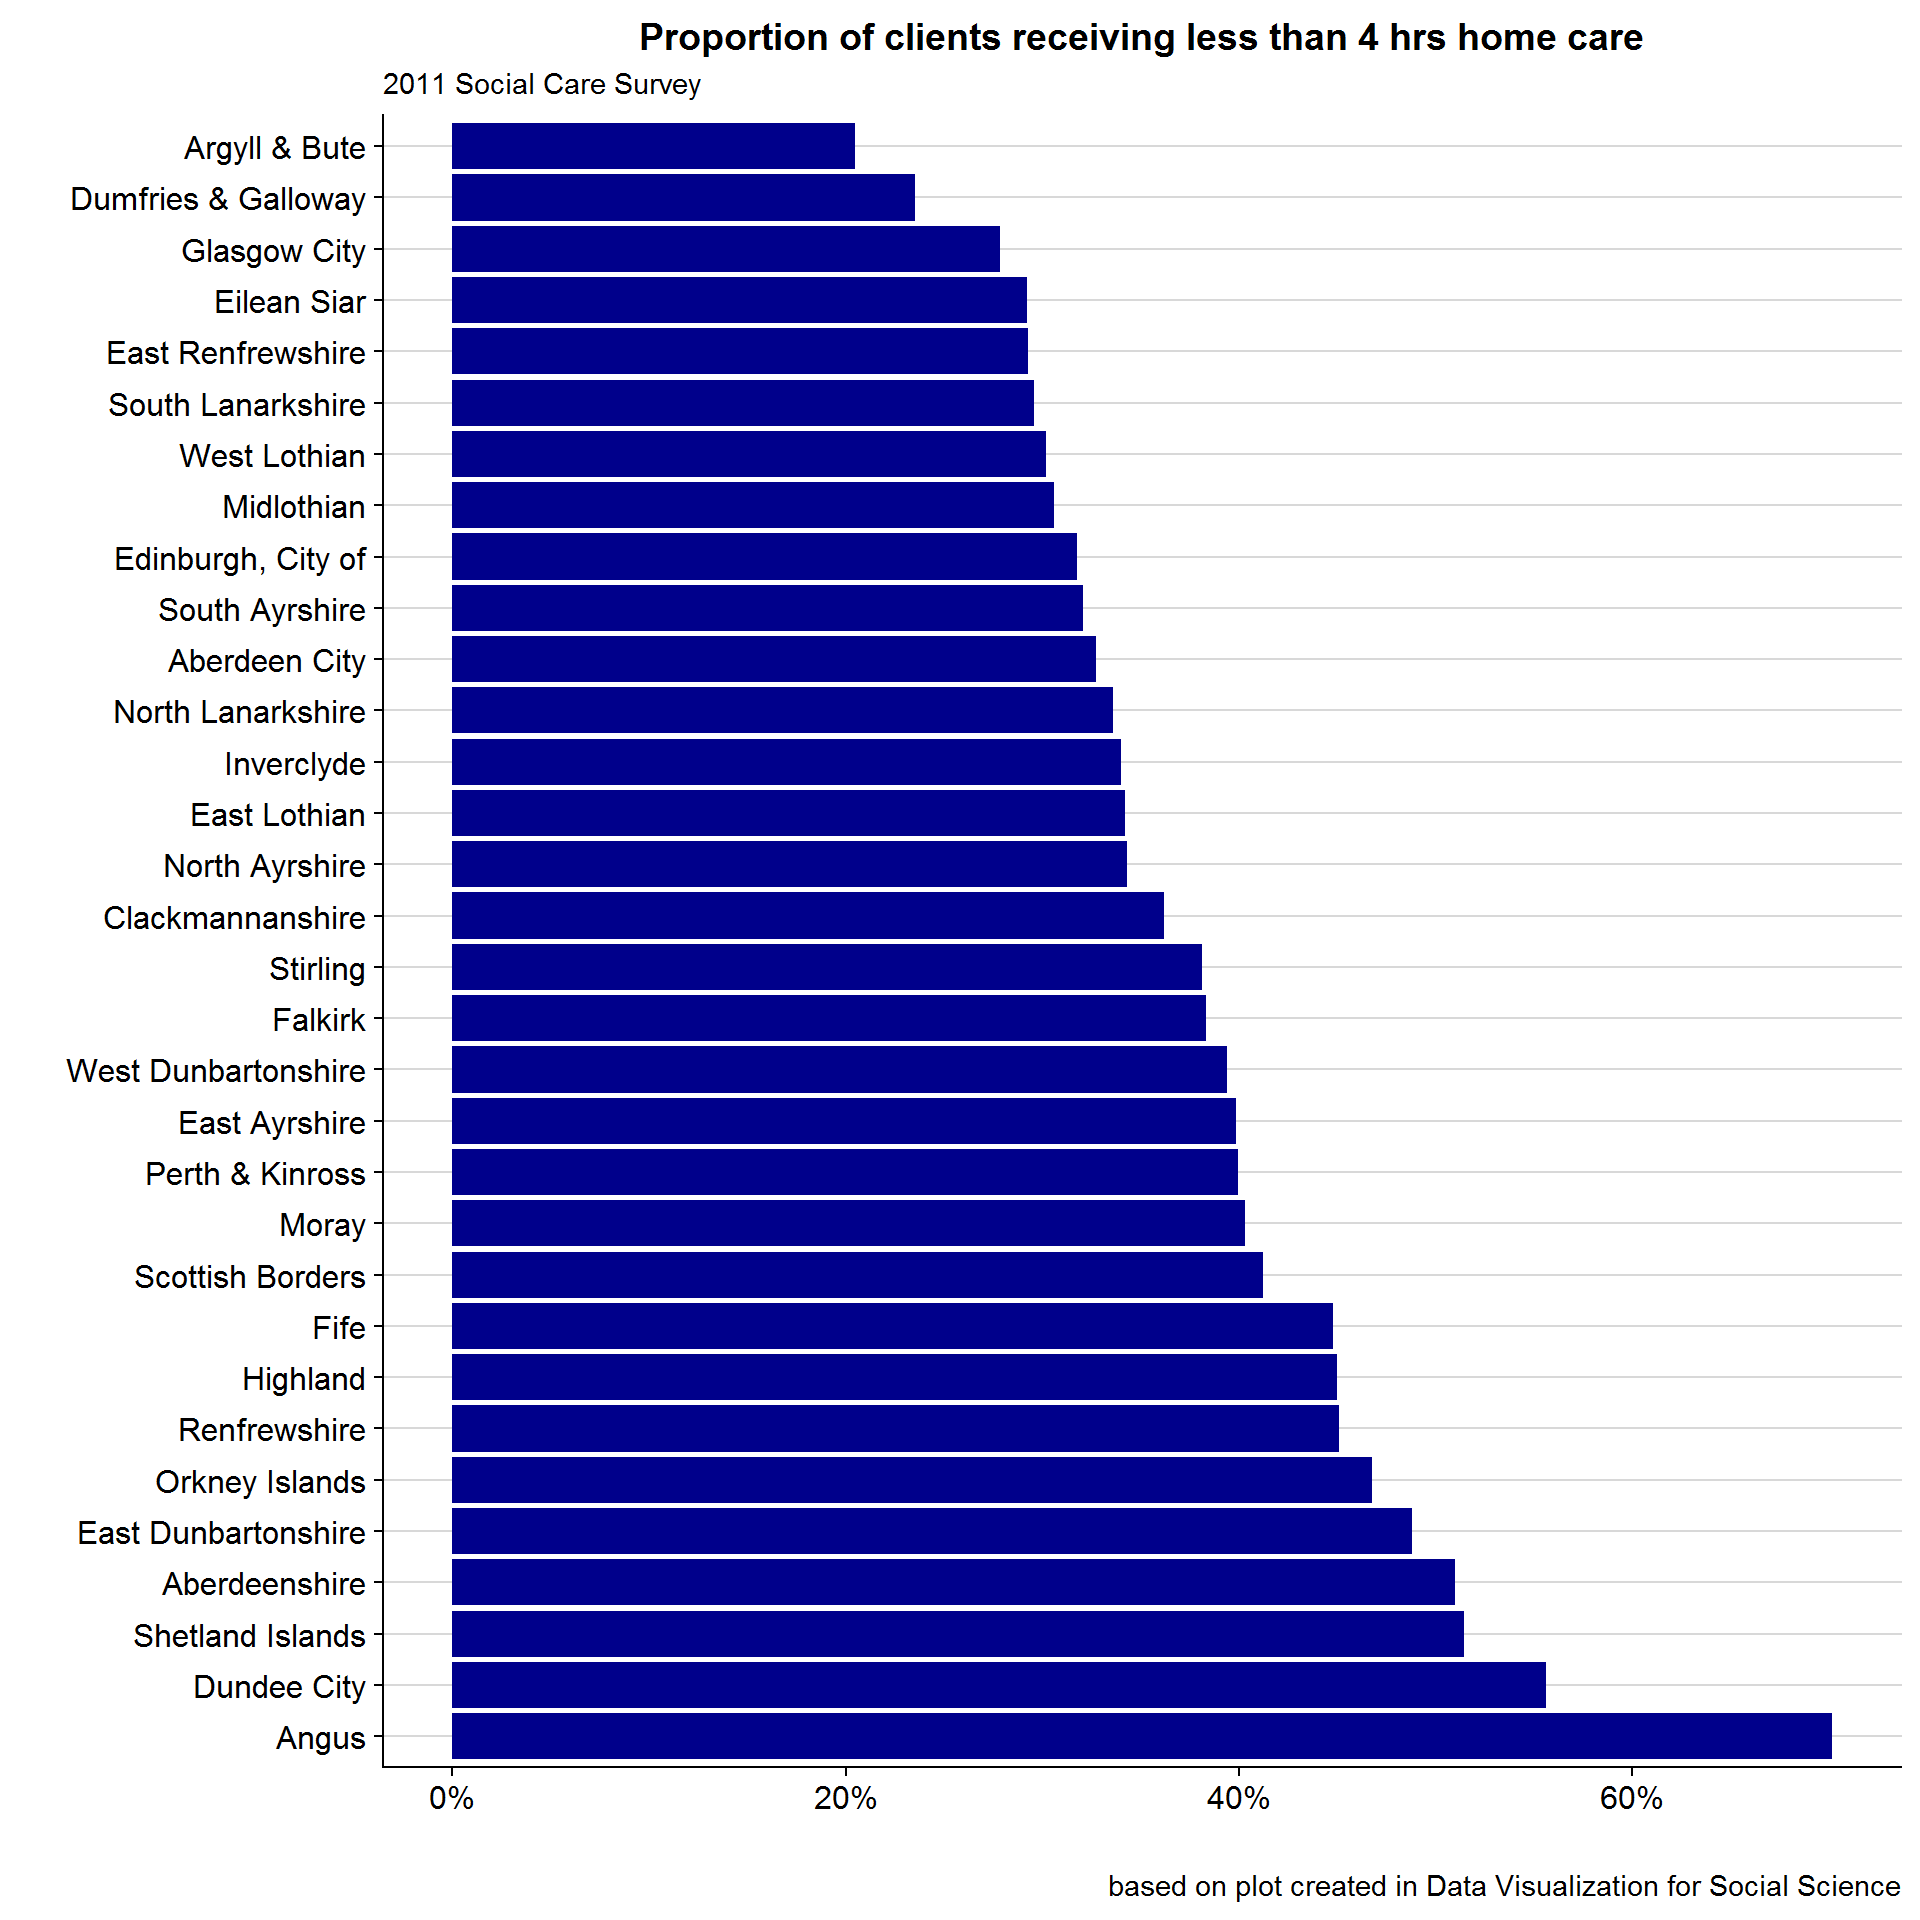 Proportion of clients receiving less than 4 hrs home care
2011 Social Care Survey
Argyll & Bute
Dumfries & Galloway
Glasgow City
Eilean Siar
East Renfrewshire
South Lanarkshire
West Lothian
Midlothian
Edinburgh, City of
South Ayrshire
Aberdeen City
North Lanarkshire
Inverclyde
East Lothian
North Ayrshire
Clackmannanshire
Stirling
Falkirk
West Dunbartonshire
East Ayrshire
Perth & Kinross
Moray
Scottish Borders
Fife
Highland
Renfrewshire
Orkney Islands
East Dunbartonshire
Aberdeenshire
Shetland Islands
Dundee City
Angus
0% 20% 40% 60%
based on plot created in Data Visualization for Social Science